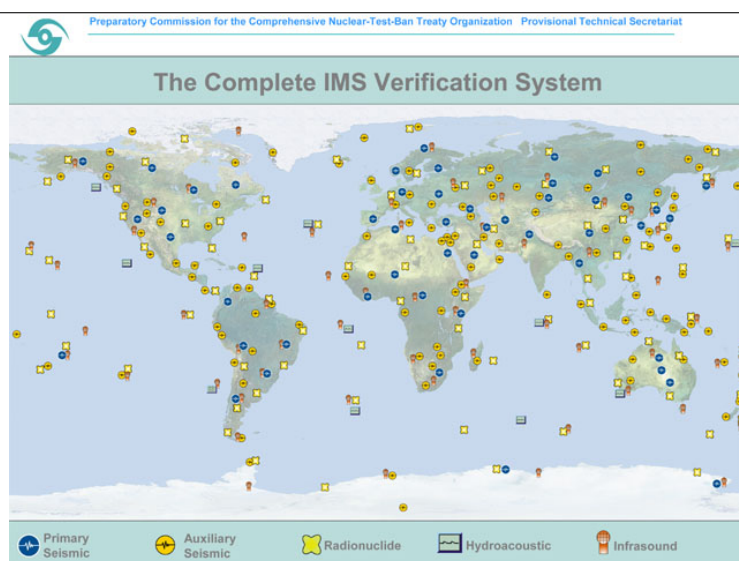 Preparatory Commission for the Comprehensive Nuclear-Test-Ban Treaty Organization Provisional Technical Secretariat
The Complete IMS Verification System
Primary
Seismic
Auxiliary
Seismic
Radionuclide
Hydroacoustic
Infrasound